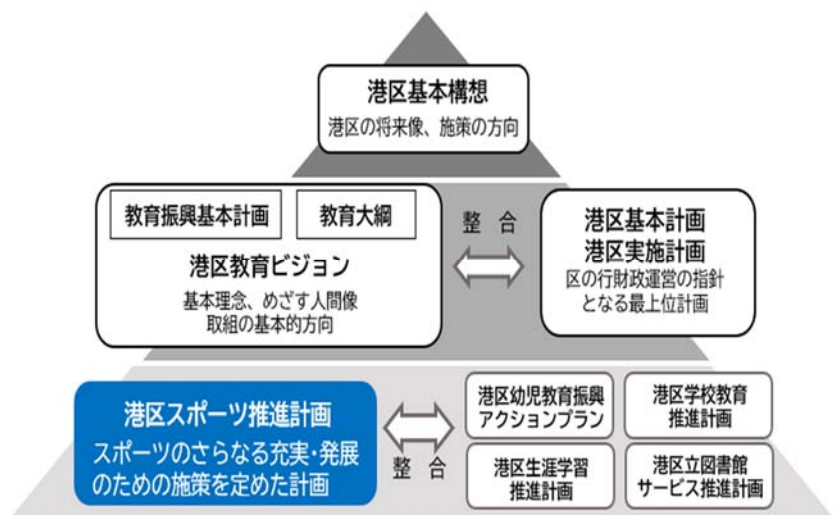 港区基本構想
港区の将来像、施策の方向
教育振興基本計画
教育大綱
港区教育ビジョン
基本理念、めざす人間像
取組の基本的方向
整 合
港区基本計画
港区実施計画
区の行財政運営の指針
となる最上位計画
港区スポーツ推進計画
スポーツのさらなる充実・発展
のための施策を定めた計画
整 合
港区幼児教育振興
アクションプラン
港区学校教育
推進計画
港区生涯学習
推進計画
港区立図書館
サービス推進計画